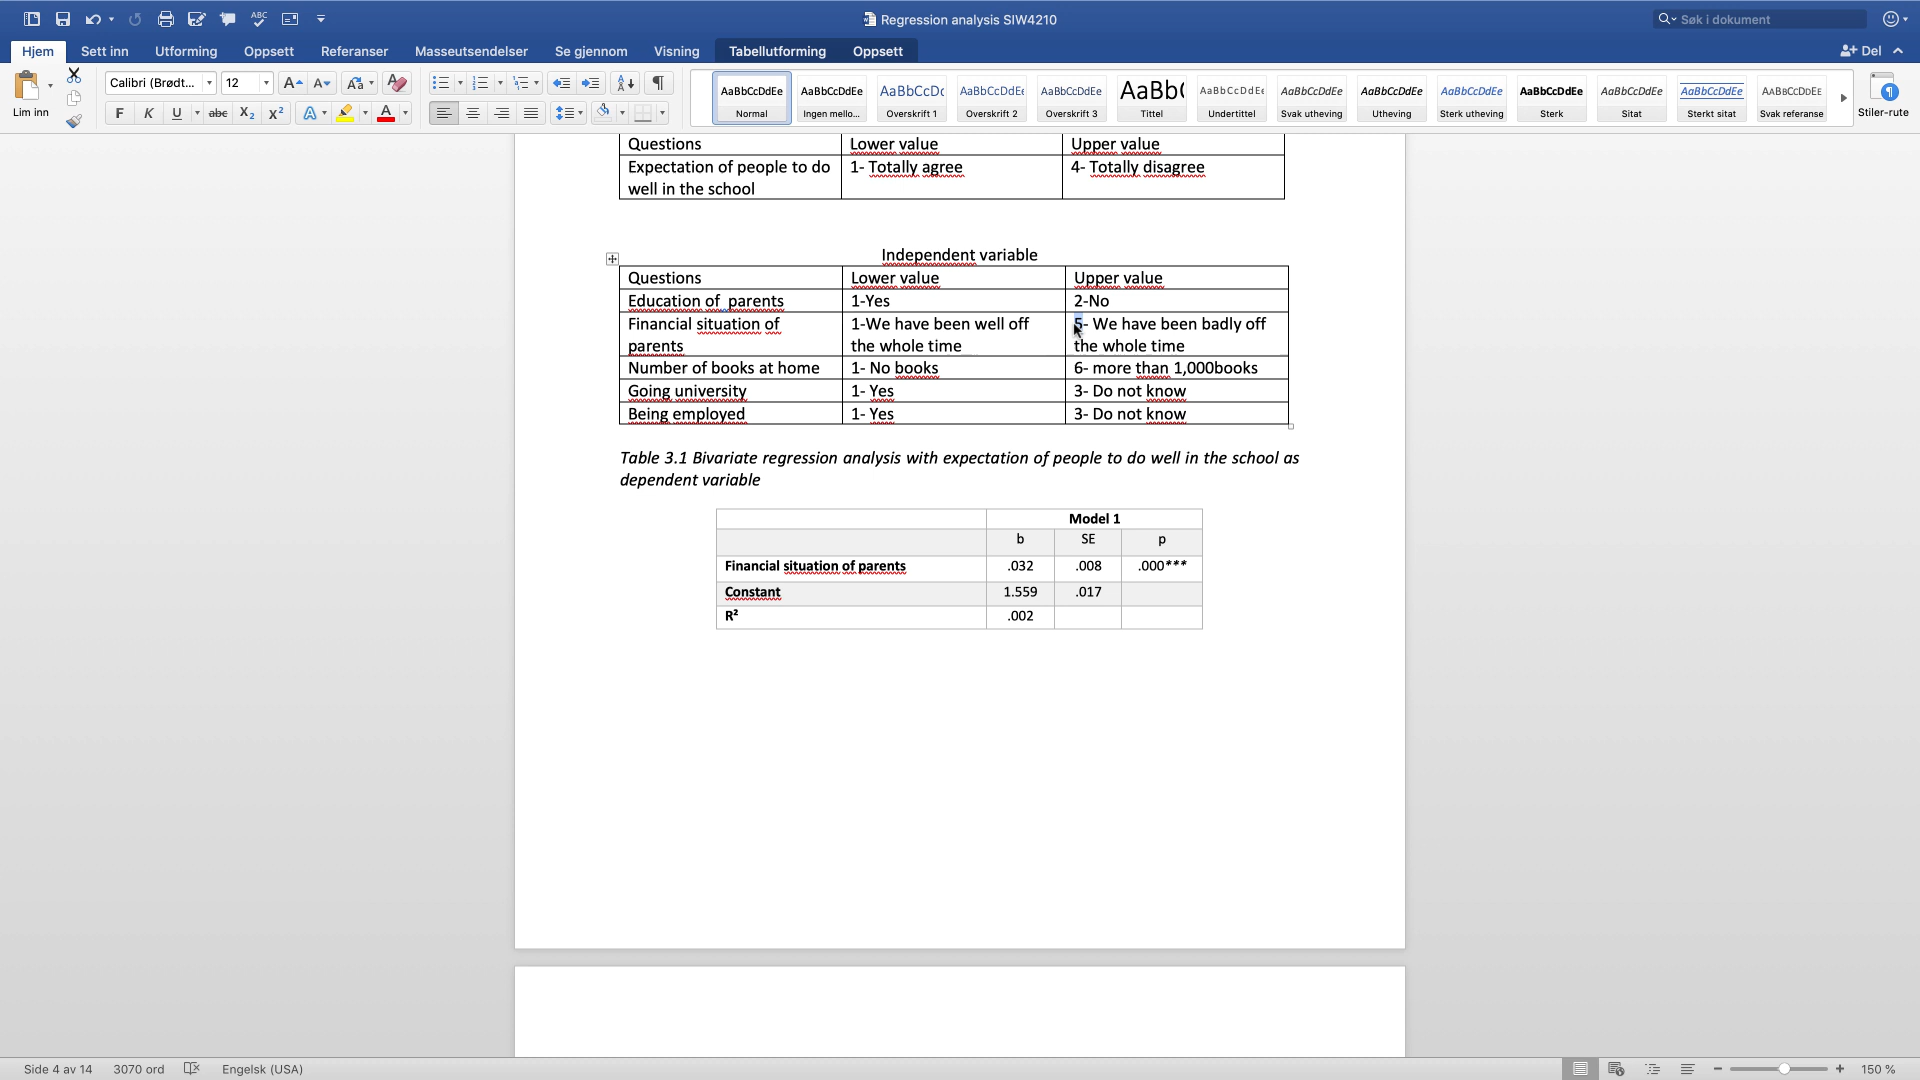 Regression analysis SIW4210
Søk i dokument
Hjem Sett inn Utforming Oppsett Referanser Masseutsendelser Se gjennom Visning Tabellutforming Oppsett Del
Lim inn
Calibri (Brødt... 12
AaBbCcDdEe AaBbCcDdEe AaBbCcDc AaBbCcDdEe AaBbCcDdEe AaBb( AaBbCcDdEe AaBbCcDdEe AaBbCcDdEe AaBbCcDdEe AaBbCcDdEe AaBbCcDdEe AaBbCcDdEe AaBbCcDdEe
Normal Ingen mello... Overskrift 1 Overskrift 2 Overskrift 3 Tittel Undertittel Svak utheving Utheving Sterk utheving Sterk Sitat Sterkt sitat Svak referanse Stiler-rute
F K U abc X₂ X²
Questions Lower value Upper value
Expectation of people to do 1- Totally agree 4- Totally disagree
well in the school
Independent variable
Questions Lower value Upper value
Education of parents 1-Yes 2-No
Financial situation of 1-We have been well off 5- We have been badly off
parents the whole time the whole time
Number of books at home 1- No books 6- more than 1,000books
Going university 1- Yes 3- Do not know
Being employed 1- Yes 3- Do not know
Table 3.1 Bivariate regression analysis with expectation of people to do well in the school as
dependent variable
Model 1
b SE p
Financial situation of parents .032 .008 .000***
Constant 1.559 .017
R² .002
Side 4 av 14 3070 ord Engelsk (USA) 150 %